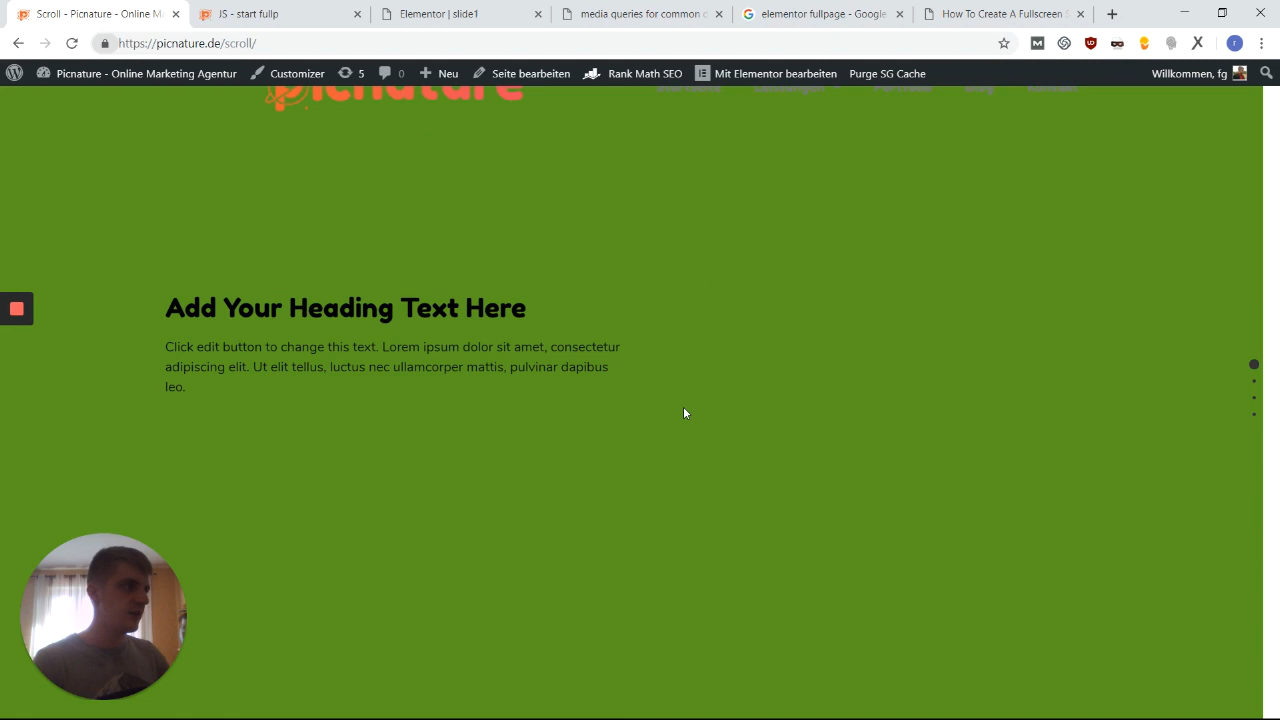 Scroll - Picnature - Online M
JS - start fullp
Elementor | slide1
media queries for common c
elementor fullpage - Google
How To Create A Fullscreen S
https://picnature.de/scroll/
Picnature - Online Marketing Agentur
Customizer
5
0
Neu
Seite bearbeiten
Rank Math SEO
Mit Elementor bearbeiten
Purge SG Cache
Willkommen, fg
picnature
Add Your Heading Text Here
Click edit button to change this text. Lorem ipsum dolor sit amet, consectetur
adipiscing elit. Ut elit tellus, luctus nec ullamcorper mattis, pulvinar dapibus
leo.